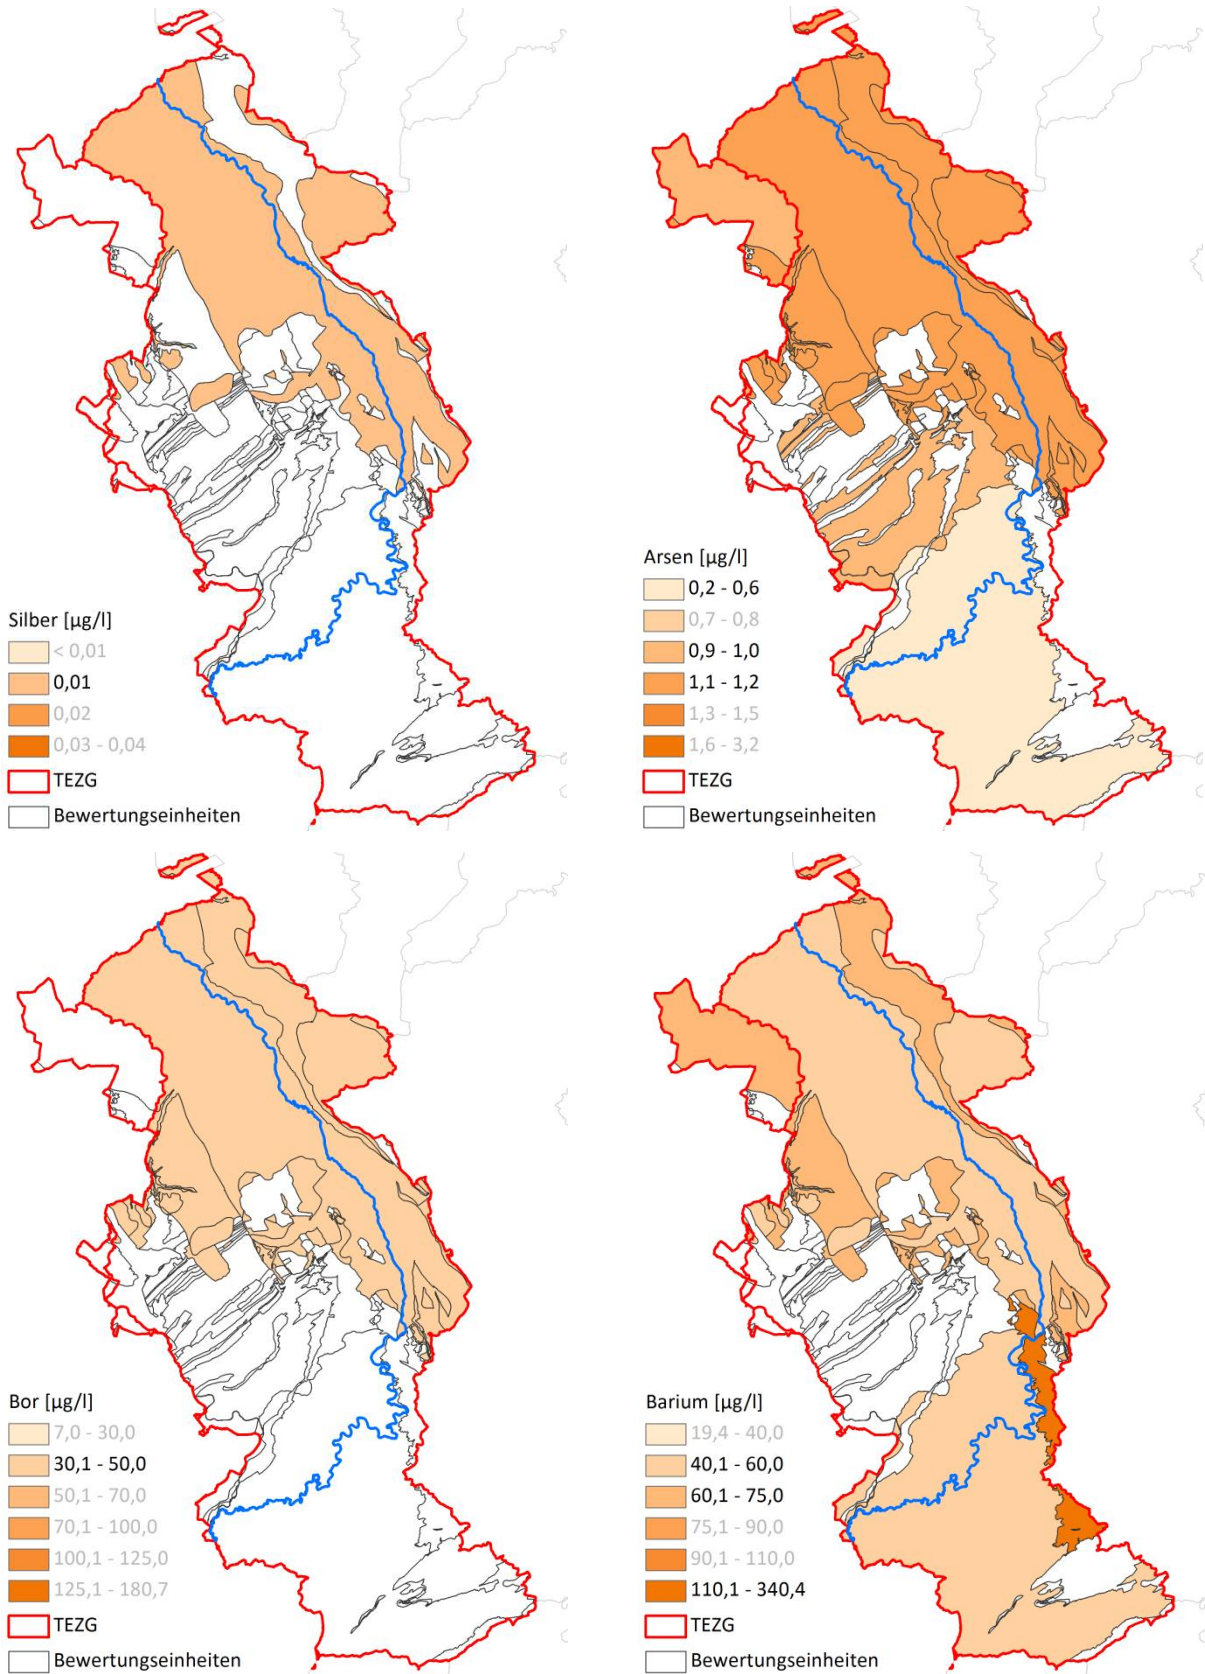 Silber [µg/l]
< 0,01
0,01
0,02
0,03 - 0,04
TEZG
Bewertungseinheiten
Arsen [µg/l]
0,2 - 0,6
0,7 - 0,8
0,9 - 1,0
1,1 - 1,2
1,3 - 1,5
1,6 - 3,2
TEZG
Bewertungseinheiten
Bor [µg/l]
7,0 - 30,0
30,1 - 50,0
50,1 - 70,0
70,1 - 100,0
100,1 - 125,0
125,1 - 180,7
TEZG
Bewertungseinheiten
Barium [µg/l]
19,4 - 40,0
40,1 - 60,0
60,1 - 75,0
75,1 - 90,0
90,1 - 110,0
110,1 - 340,4
TEZG
Bewertungseinheiten